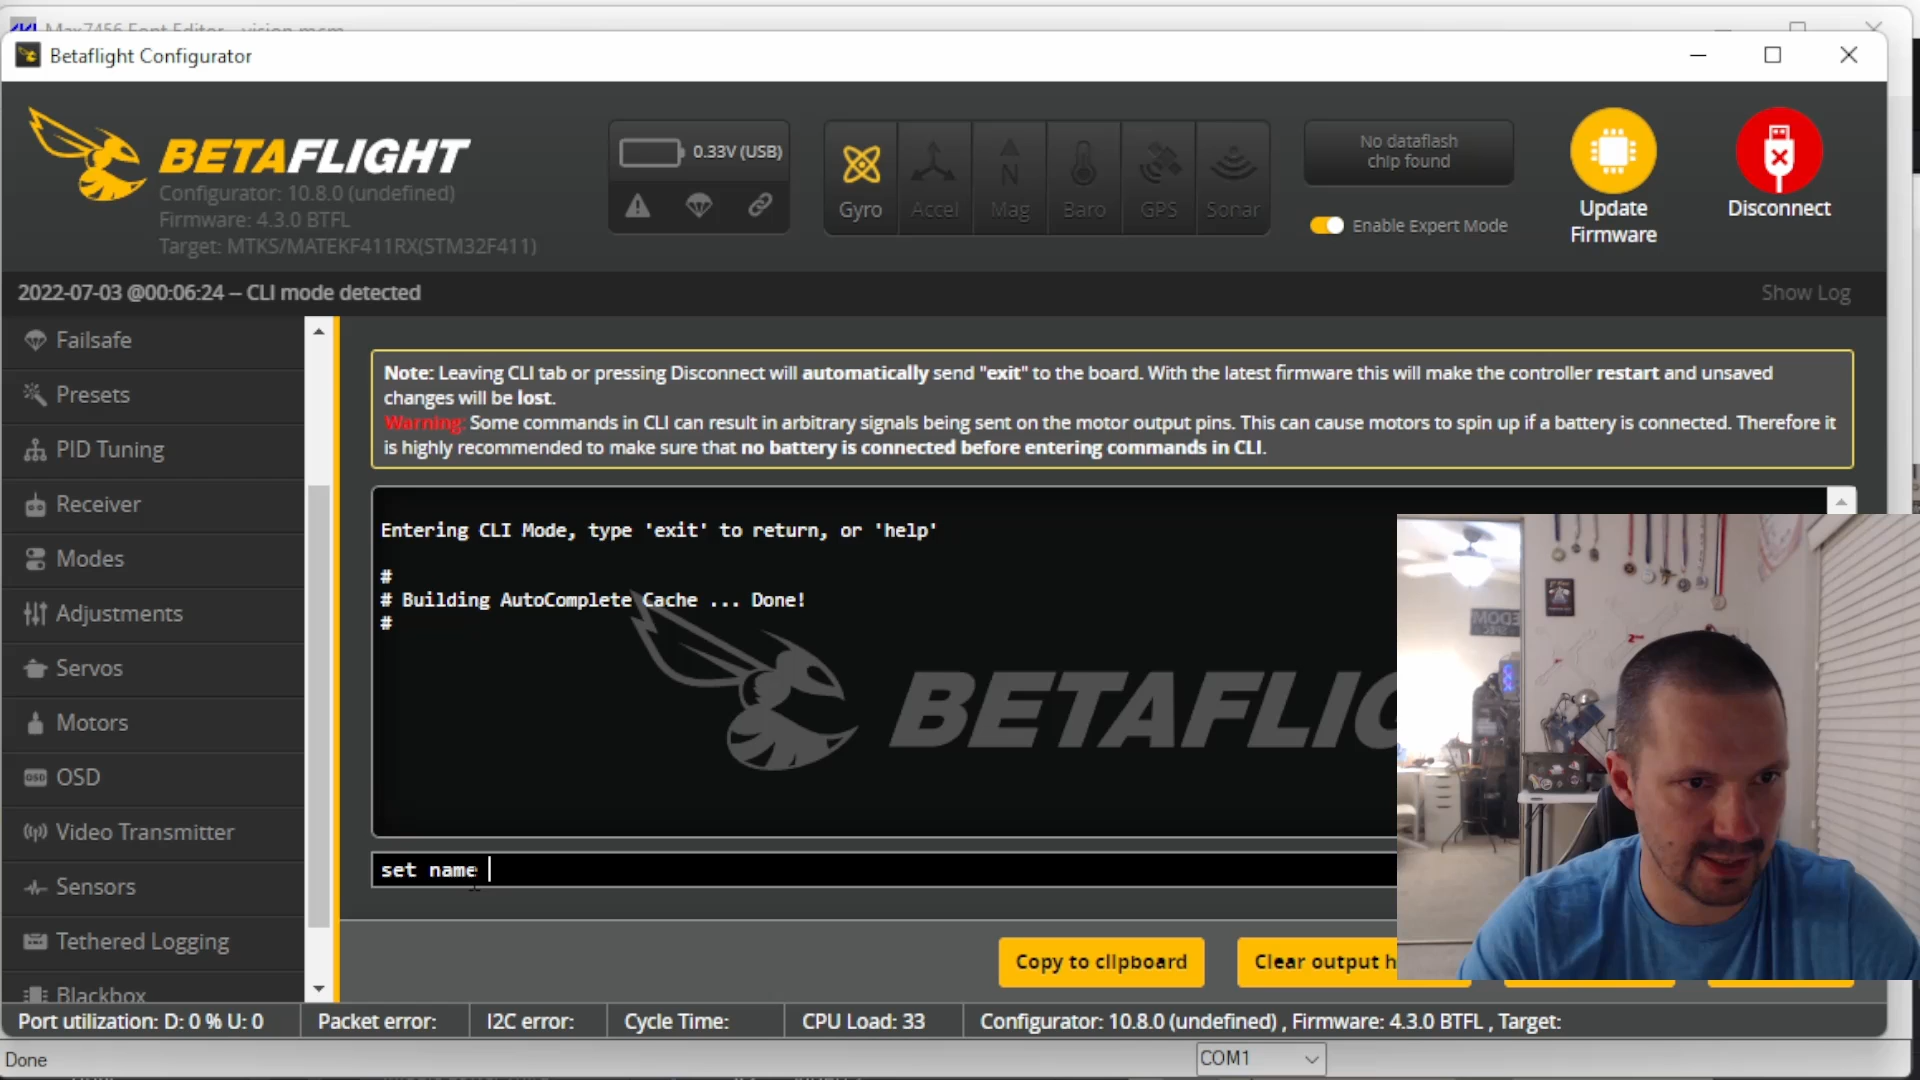 Max7456 Font Editor - vision.mcm
Betaflight Configurator
BETAFLIGHT
Configurator: 10.8.0 (undefined)
Firmware: 4.3.0 BTFL
Target: MTKS/MATEKF411RX(STM32F411)
0.33V (USB)
Gyro
Accel
Mag
Baro
GPS
Sonar
No dataflash
chip found
Enable Expert Mode
Update
Firmware
Disconnect
2022-07-03 @00:06:24 – CLI mode detected
Show Log
Failsafe
Presets
PID Tuning
Receiver
Modes
Adjustments
Servos
Motors
OSD
Video Transmitter
Sensors
Tethered Logging
Blackbox
Note: Leaving CLI tab or pressing Disconnect will automatically send "exit" to the board. With the latest firmware this will make the controller restart and unsaved
changes will be lost.
Warning: Some commands in CLI can result in arbitrary signals being sent on the motor output pins. This can cause motors to spin up if a battery is connected. Therefore it
is highly recommended to make sure that no battery is connected before entering commands in CLI.
Entering CLI Mode, type 'exit' to return, or 'help'
#
# Building AutoComplete Cache ... Done!
#
BETAFLIG
set name
Copy to clipboard
Clear output h
Port utilization: D: 0 % U: 0
Packet error:
I2C error:
Cycle Time:
CPU Load: 33
Configurator: 10.8.0 (undefined) , Firmware: 4.3.0 BTFL , Target:
Done
COM1